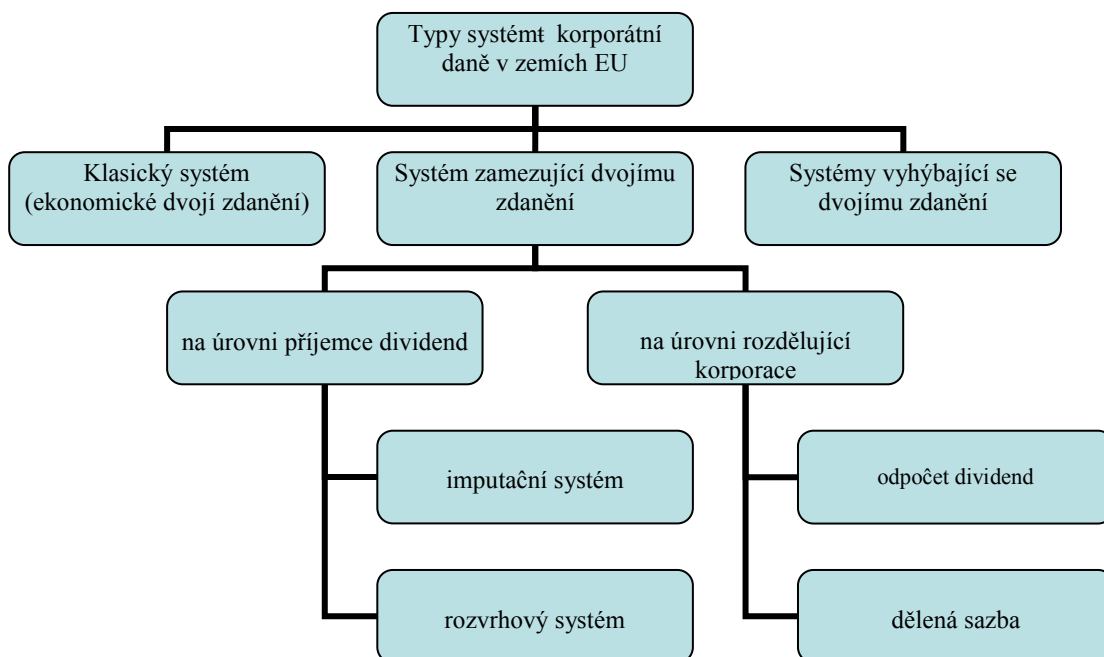 Typy systémŧ korporátní
daně v zemích EU
Klasický systém
(ekonomické dvojí zdanění)
Systém zamezující dvojímu
zdanění
Systémy vyhýbající se
dvojímu zdanění
na úrovni příjemce dividend
na úrovni rozdělující
korporace
imputační systém
odpočet dividend
rozvrhový systém
dělená sazba